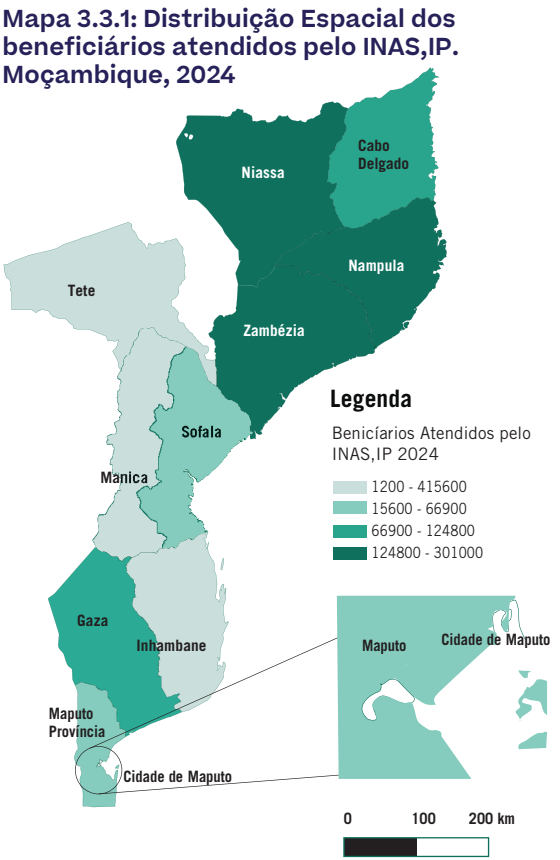 Mapa 3.3.1: Distribuição Espacial dos
beneficiários atendidos pelo INAS,IP.
Moçambique, 2024
Cabo
Delgado
Niassa
Nampula
Tete
Zambézia
Legenda
Benicíarios Atendidos pelo
INAS,IP 2024
1200 - 415600
15600 - 66900
66900 - 124800
124800 - 301000
Sofala
Manica
Gaza
Inhambane
Maputo
Cidade de Maputo
Maputo
Província
Cidade de Maputo
0 100 200 km